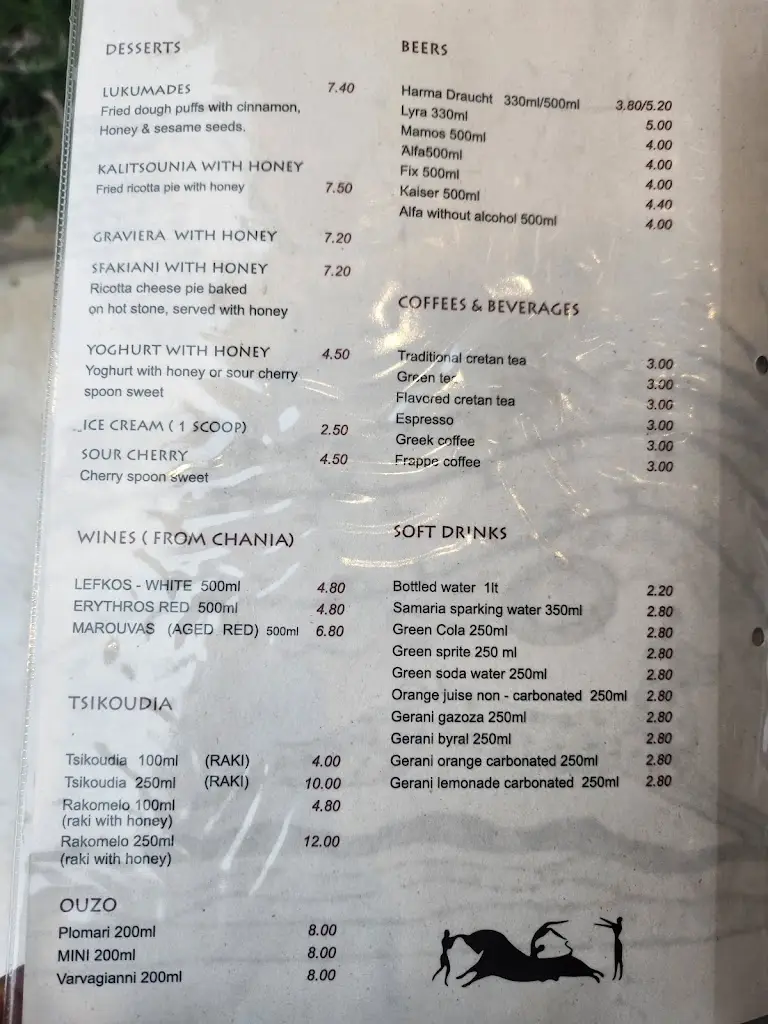 DESSERTS
LUKUMADES 7.40
Fried dough puffs with cinnamon,
Honey & sesame seeds.
KALITSOUNIA WITH HONEY
Fried ricotta pie with honey 7.50
GRAVIERA WITH HONEY 7.20
SFAKIANI WITH HONEY 7.20
Ricotta cheese pie baked
on hot stone, served with honey
YOGHURT WITH HONEY 4.50
Yoghurt with honey or sour cherry
spoon sweet
ICE CREAM ( 1 SCOOP) 2.50
SOUR CHERRY 4.50
Cherry spoon sweet
WINES ( FROM CHANIA)
LEFKOS - WHITE 500ml 4.80
ERYTHROS RED 500ml 4.80
MAROUVAS (AGED RED) 500ml 6.80
TSIKOUDIA
Tsikoudia 100ml (RAKI) 4.00
Tsikoudia 250ml (RAKI) 10.00
Rakomelo 100ml 4.80
(raki with honey)
Rakomelo 250ml 12.00
(raki with honey)
OUZO
Plomari 200ml 8.00
MINI 200ml 8.00
Varvagianni 200ml 8.00
BEERS
Harma Draucht 330ml/500ml 3.80/5.20
Lyra 330ml 5.00
Mamos 500ml 4.00
'Alfa500ml 4.00
Fix 500ml 4.00
Kaiser 500ml 4.40
Alfa without alcohol 500ml 4.00
COFFEES & BEVERAGES
Traditional cretan tea 3.00
Green tea 3.00
Flavored cretan tea 3.00
Espresso 3.00
Greek coffee 3.00
Frappe coffee 3.00
SOFT DRINKS
Bottled water 1lt 2.20
Samaria sparking water 350ml 2.80
Green Cola 250ml 2.80
Green sprite 250 ml 2.80
Green soda water 250ml 2.80
Orange juise non - carbonated 250ml 2.80
Gerani gazoza 250ml 2.80
Gerani byral 250ml 2.80
Gerani orange carbonated 250ml 2.80
Gerani lemonade carbonated 250ml 2.80